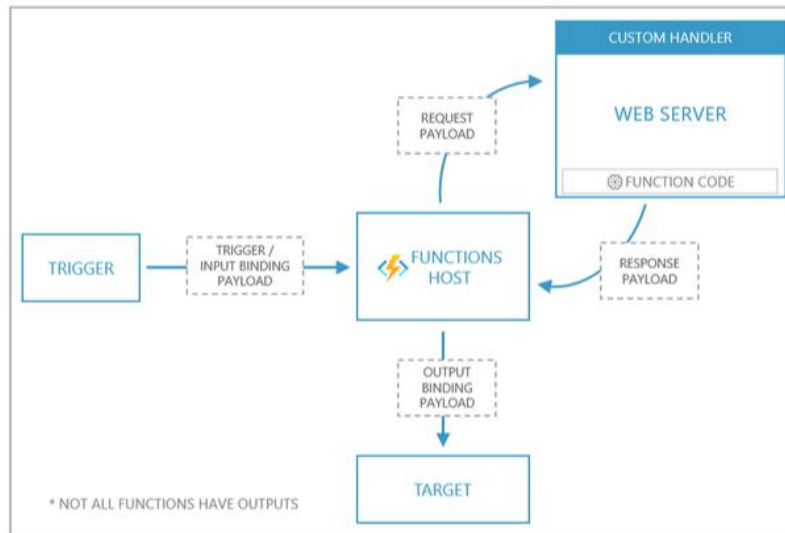 CUSTOM HANDLER
REQUEST
PAYLOAD
WEB SERVER
FUNCTION CODE
TRIGGER
TRIGGER /
INPUT BINDING
PAYLOAD
FUNCTIONS
HOST
RESPONSE
PAYLOAD
OUTPUT
BINDING
PAYLOAD
TARGET
* NOT ALL FUNCTIONS HAVE OUTPUTS